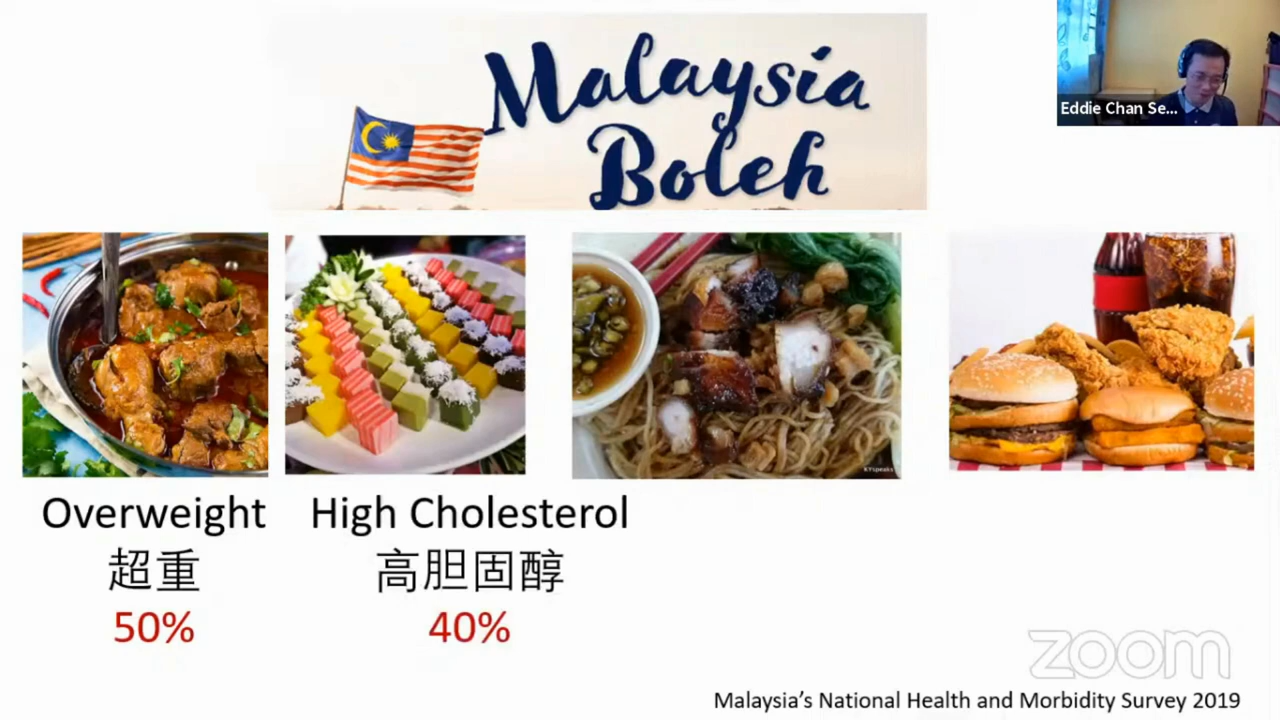 Malaysia
Boleh
Eddie Chan Se...
KYspeaks
Overweight
超重
50%
High Cholesterol
高胆固醇
40%
zoom
Malaysia’s National Health and Morbidity Survey 2019